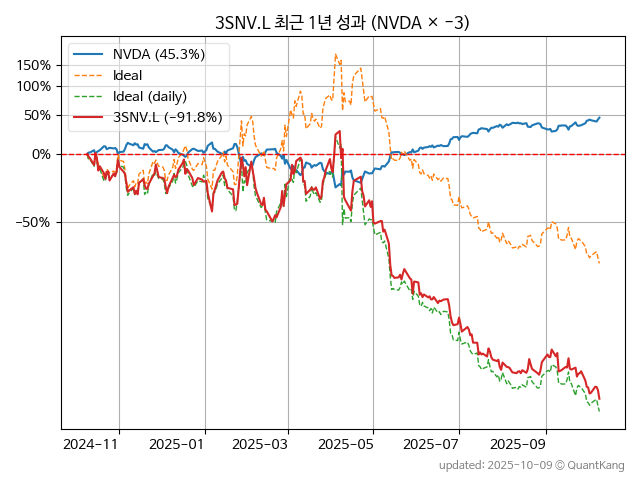 3SNV.L 최근 1년 성과 (NVDA × −3)
NVDA (45.3%)
Ideal
Ideal (daily)
3SNV.L (−91.8%)
150%
100%
50%
0%
−50%
2024-11
2025-01
2025-03
2025-05
2025-07
2025-09
updated: 2025-10-09 © QuantKang